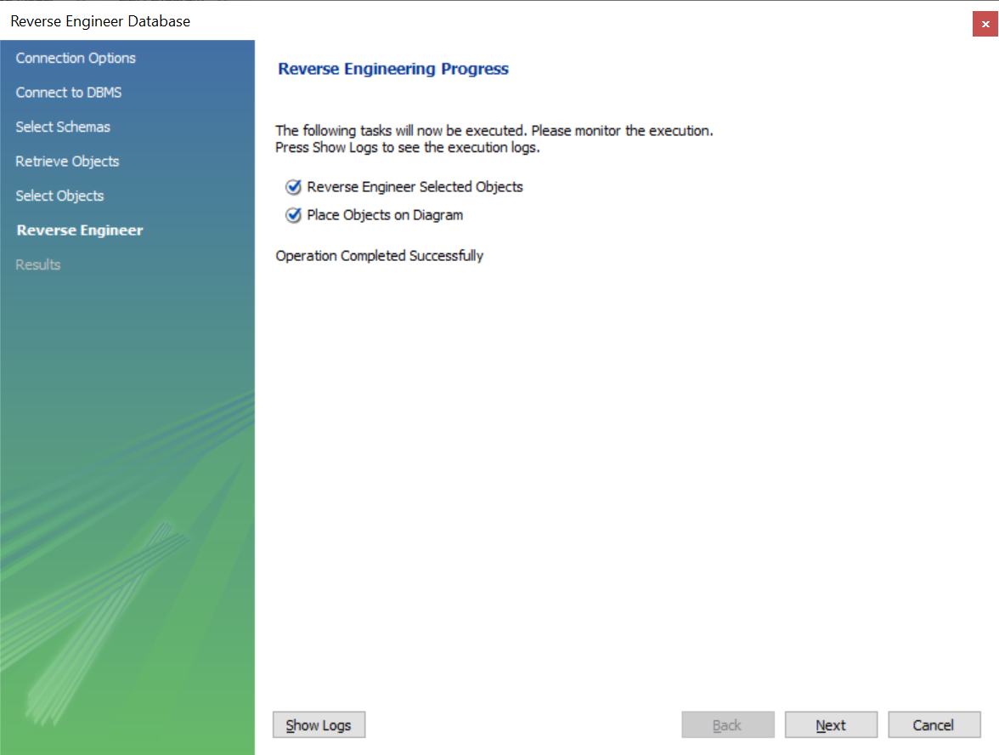 Reverse Engineer Database
Connection Options
Connect to DBMS
Select Schemas
Retrieve Objects
Select Objects
Reverse Engineer
Results
Reverse Engineering Progress
The following tasks will now be executed. Please monitor the execution.
Press Show Logs to see the execution logs.
Reverse Engineer Selected Objects
Place Objects on Diagram
Operation Completed Successfully
Show Logs
Back
Next
Cancel